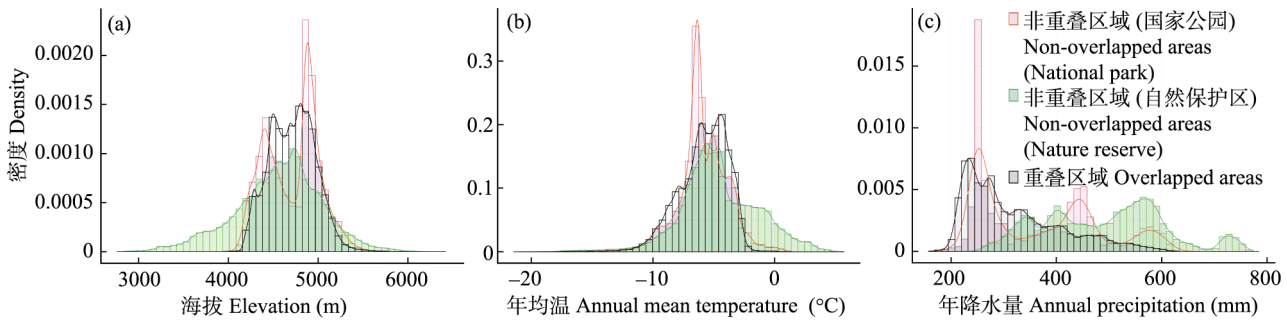 (a)
(b)
(c)
非重叠区域 (国家公园)
Non-overlapped areas
(National park)
非重叠区域 (自然保护区)
Non-overlapped areas
(Nature reserve)
重叠区域 Overlapped areas
密度 Density
0.0020
0.0015
0.0010
0.0005
0
0.3
0.2
0.1
0
0.015
0.010
0.005
0
3000 4000 5000 6000
−20 −10 0
200 400 600 800
海拔 Elevation (m)
年均温 Annual mean temperature (°C)
年降水量 Annual precipitation (mm)